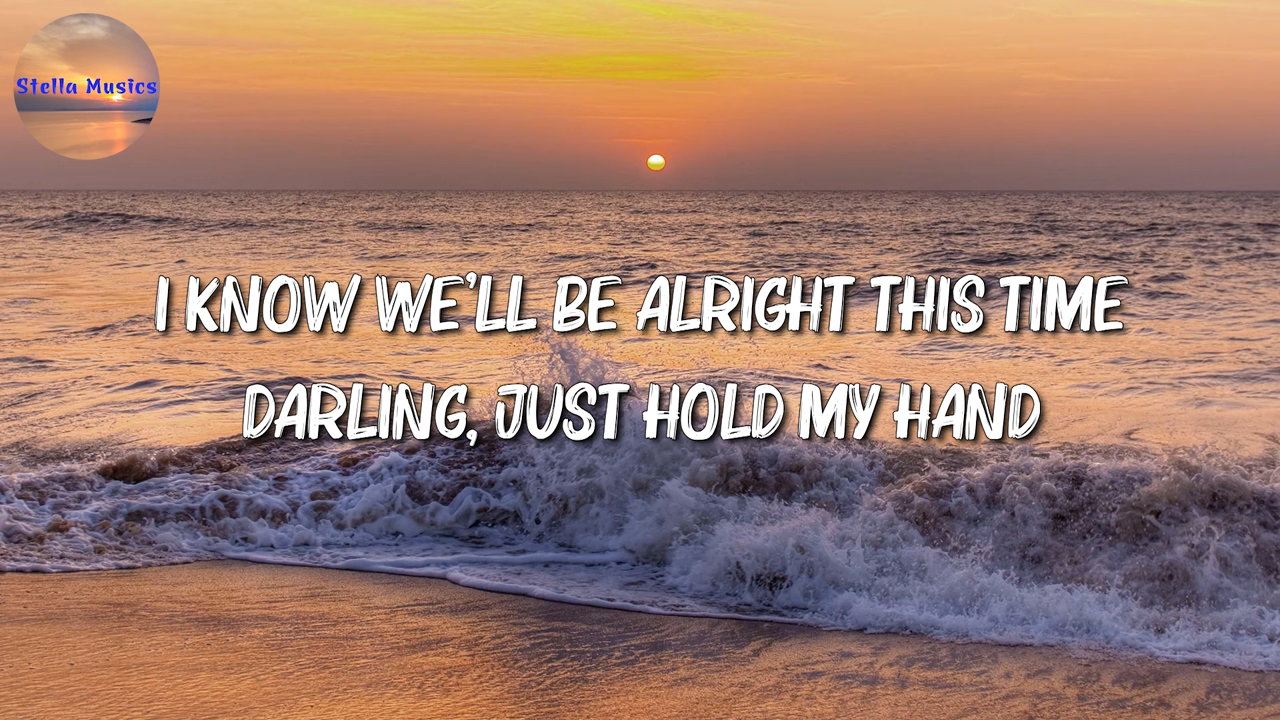 Stella Musics
I KNOW WE'LL BE ALRIGHT THIS TIME
DARLING, JUST HOLD MY HAND